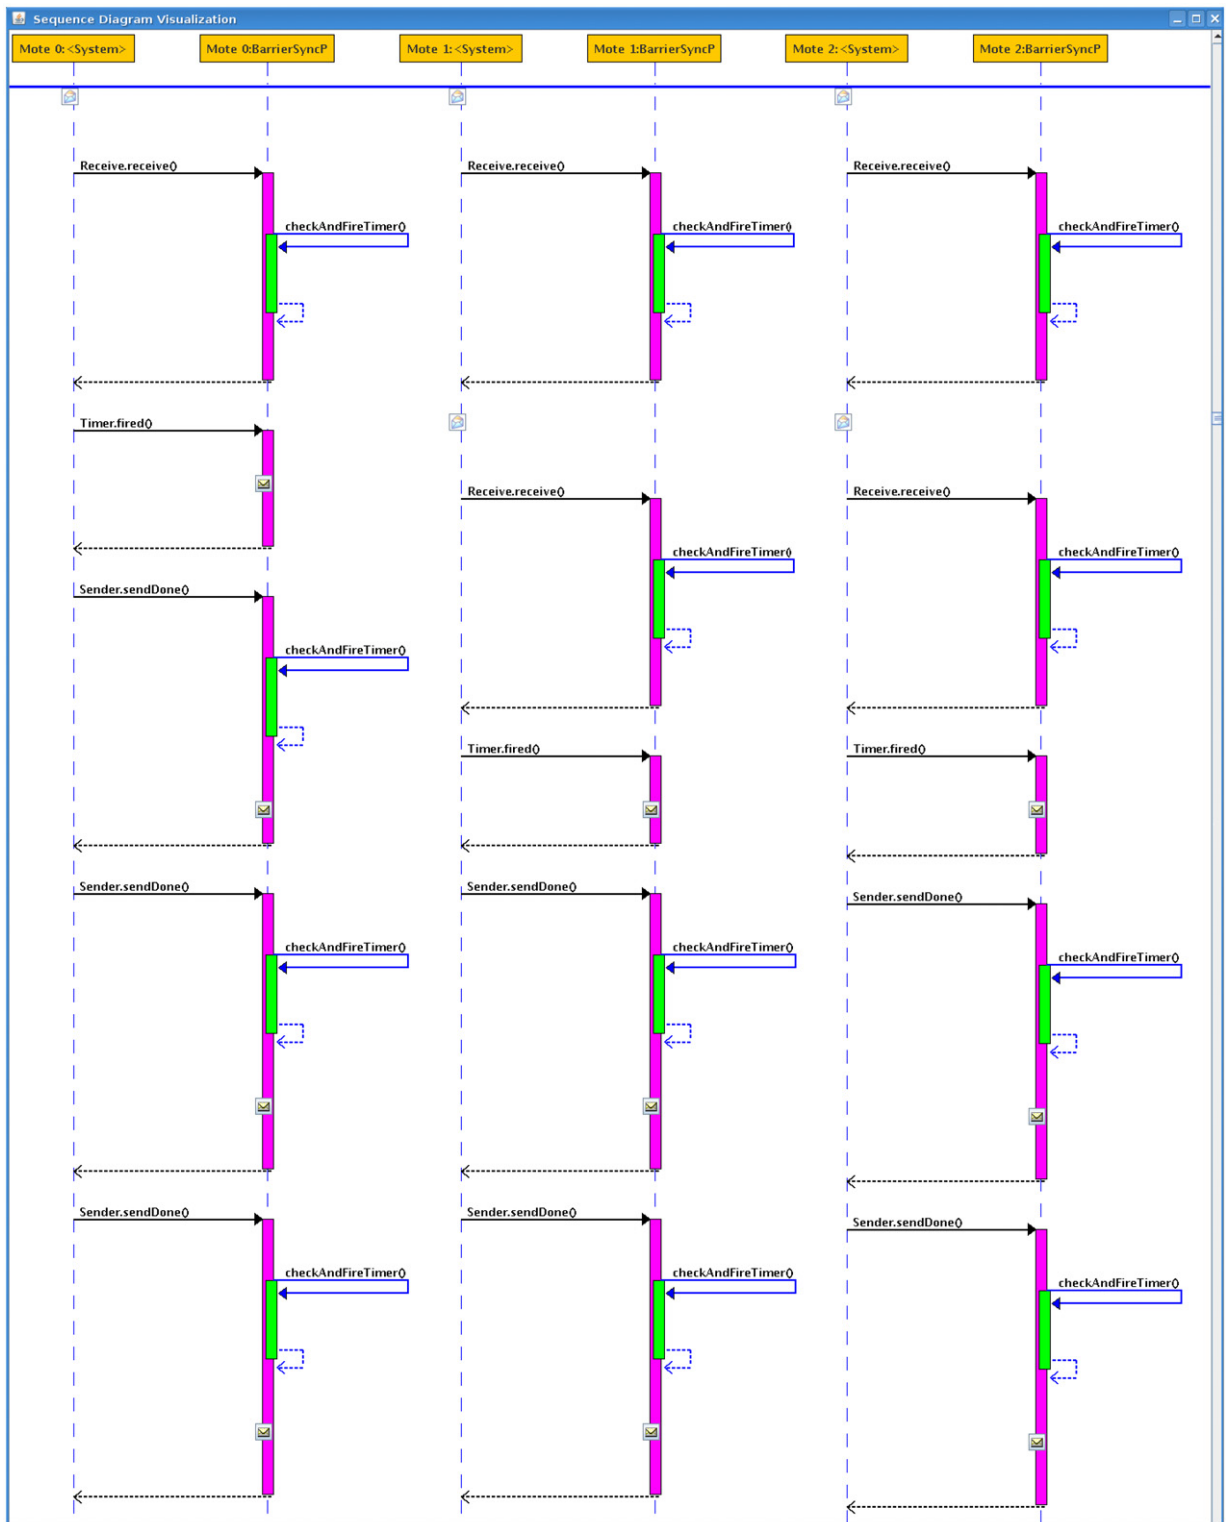 Sequence Diagram Visualization
Mote 0:<System> Mote 0:BarrierSyncP Mote 1:<System> Mote 1:BarrierSyncP Mote 2:<System> Mote 2:BarrierSyncP
Receive.receive() Receive.receive() Receive.receive()
checkAndFireTimer() checkAndFireTimer() checkAndFireTimer()
Timer.fired()
Receive.receive() Receive.receive()
checkAndFireTimer() checkAndFireTimer()
Sender.sendDone()
checkAndFireTimer()
Timer.fired() Timer.fired()
Sender.sendDone() Sender.sendDone() Sender.sendDone()
checkAndFireTimer() checkAndFireTimer() checkAndFireTimer()
Sender.sendDone() Sender.sendDone() Sender.sendDone()
checkAndFireTimer() checkAndFireTimer() checkAndFireTimer()